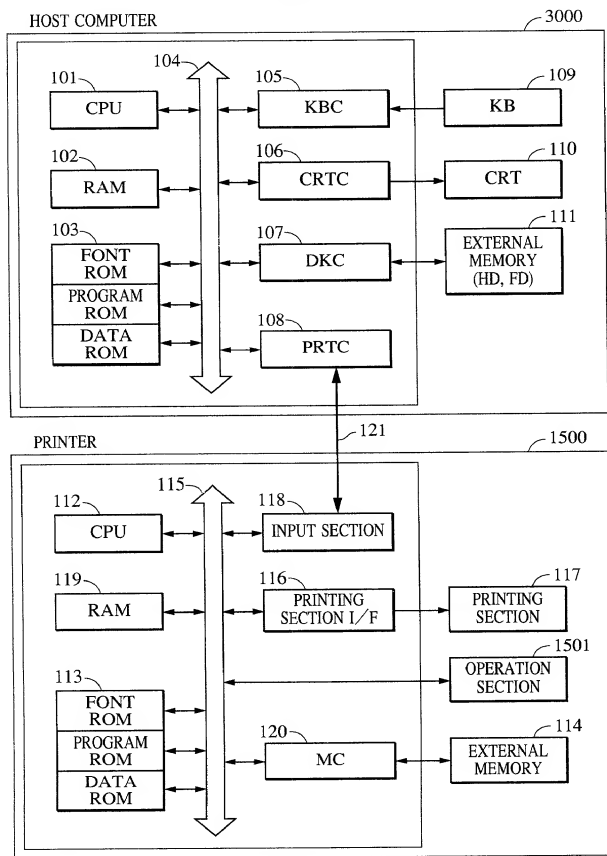 HOST COMPUTER
3000
104
101
CPU
105
KBC
109
KB
102
RAM
106
CRTC
110
CRT
103
FONT
ROM
PROGRAM
ROM
DATA
ROM
107
DKC
111
EXTERNAL
MEMORY
(HD, FD)
108
PRTC
121
PRINTER
1500
115
112
CPU
118
INPUT SECTION
119
RAM
116
PRINTING
SECTION I/F
117
PRINTING
SECTION
1501
OPERATION
SECTION
113
FONT
ROM
PROGRAM
ROM
DATA
ROM
120
MC
114
EXTERNAL
MEMORY